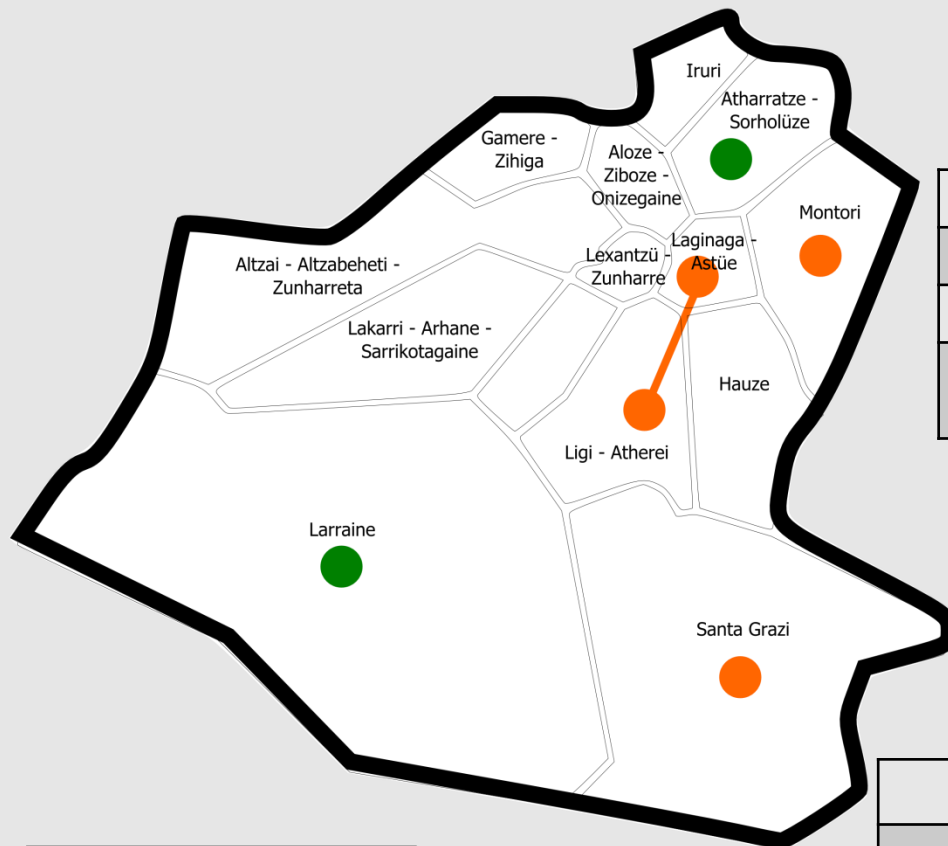 Iruri
Atharratze -
Sorholüze
Gamere -
Zihiga
Aloze -
Ziboze -
Onizegaine
Montori
Laginaga -
Astüe
Lexantzü -
Zunharre
Altzai - Altzabeheti -
Zunharreta
Lakarri - Arhane -
Sarrikotagaine
Hauze
Ligi - Atherei
Larraine
Santa Grazi